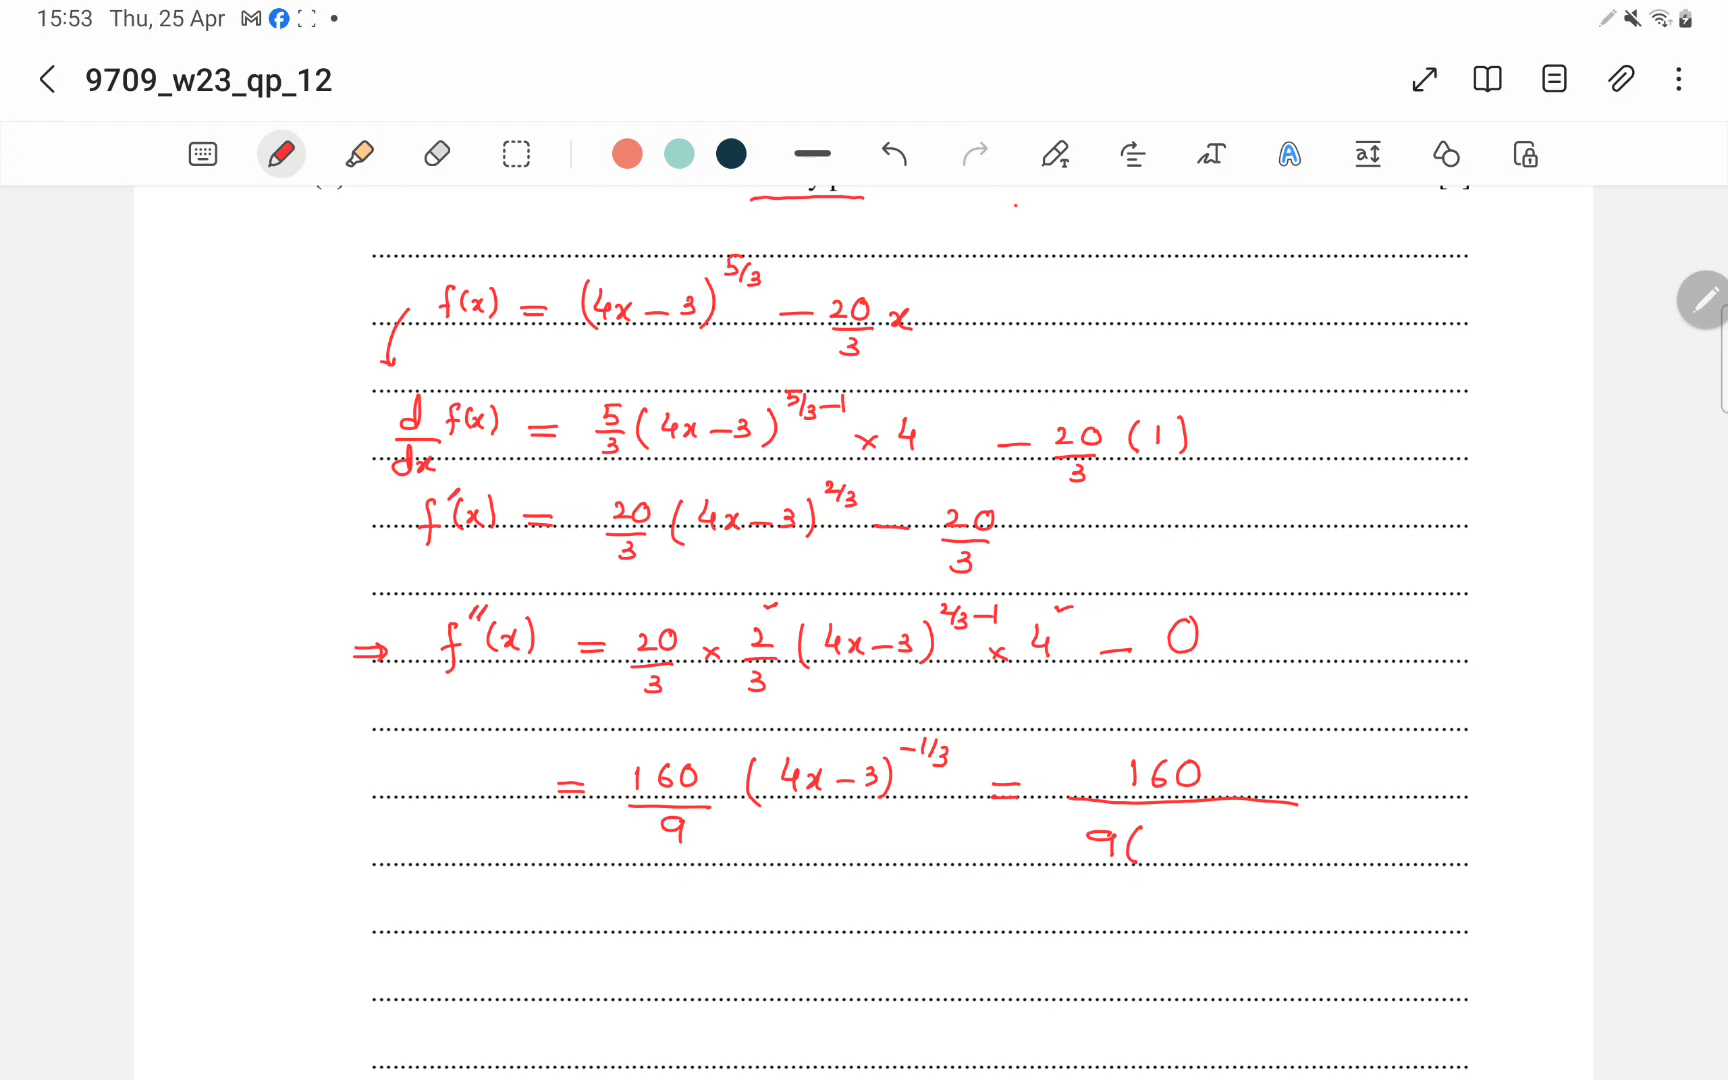 15:53 Thu, 25 Apr
9709_w23_qp_12
f(x) = (4x − 3)^5/3 − 20/3 x
d/dx f(x) = 5/3 (4x − 3)^5/3−1 × 4 − 20/3 (1)
f'(x) = 20/3 (4x − 3)^2/3 − 20/3
⇒ f''(x) = 20/3 × 2/3 (4x − 3)^2/3−1 × 4 − 0
= 160/9 (4x − 3)^−1/3 = 160/9(